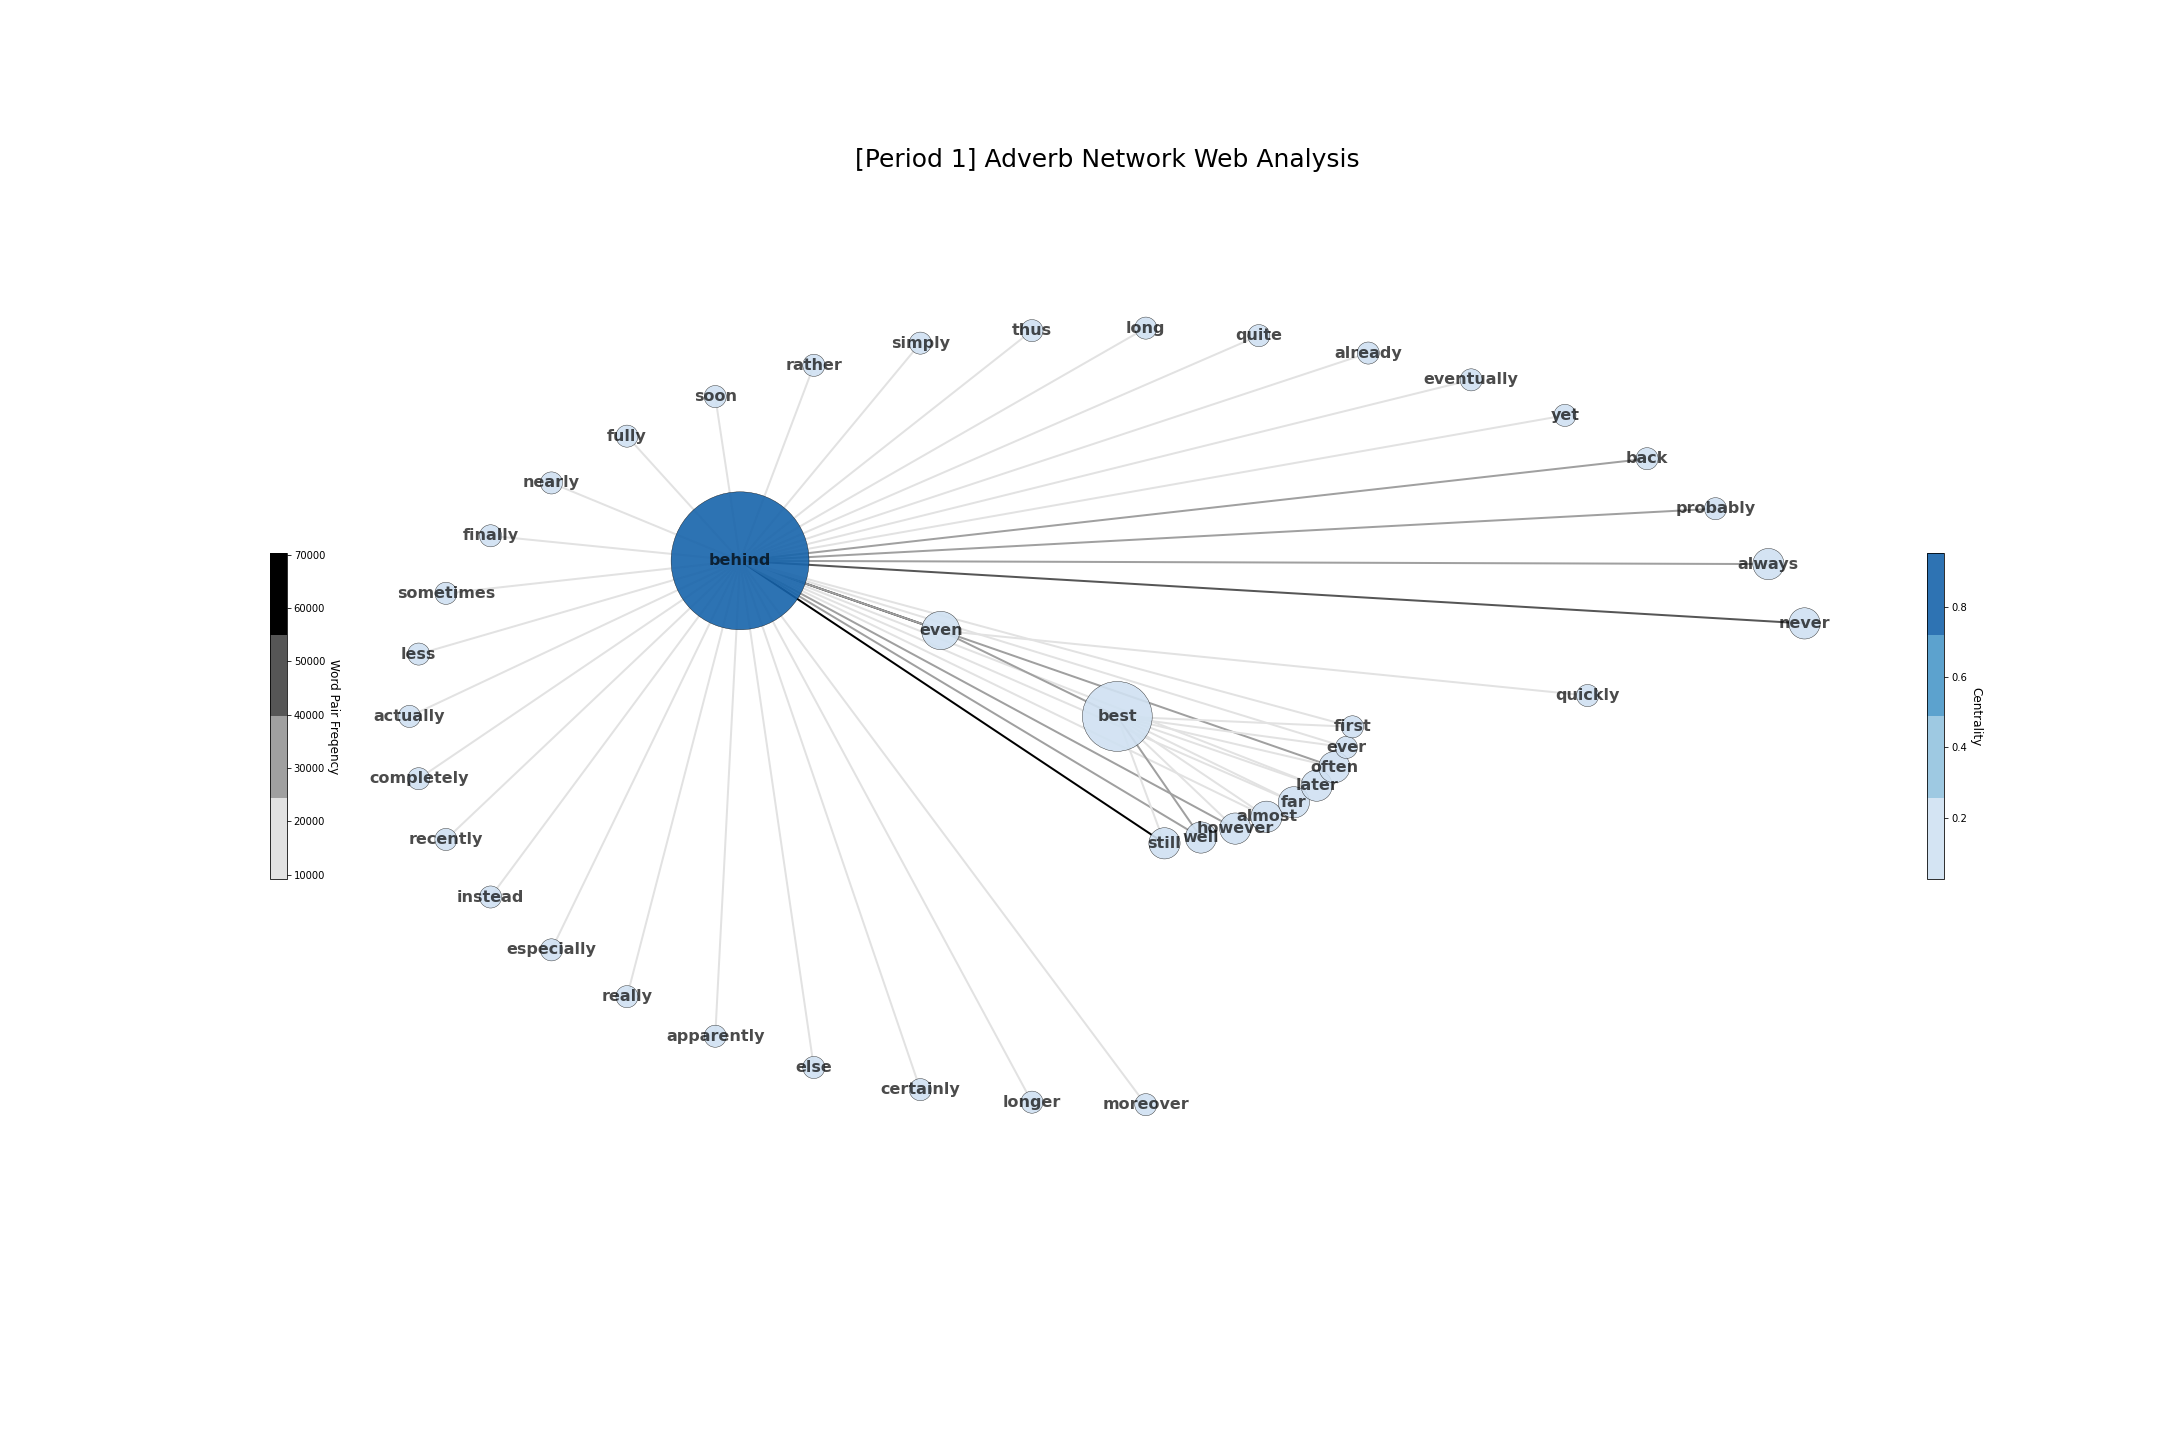 [Period 1] Adverb Network Web Analysis
long
thus
quite
simply
already
rather
eventually
soon
yet
fully
back
nearly
probably
finally
behind
always
sometimes
never
even
less
quickly
actually
best
first
ever
often
completely
later
far
almost
however
well
still
recently
instead
especially
really
apparently
else
certainly
longer
moreover
70000
60000
50000
40000
30000
20000
10000
Word Pair Freqency
0.8
0.6
0.4
0.2
Centrality